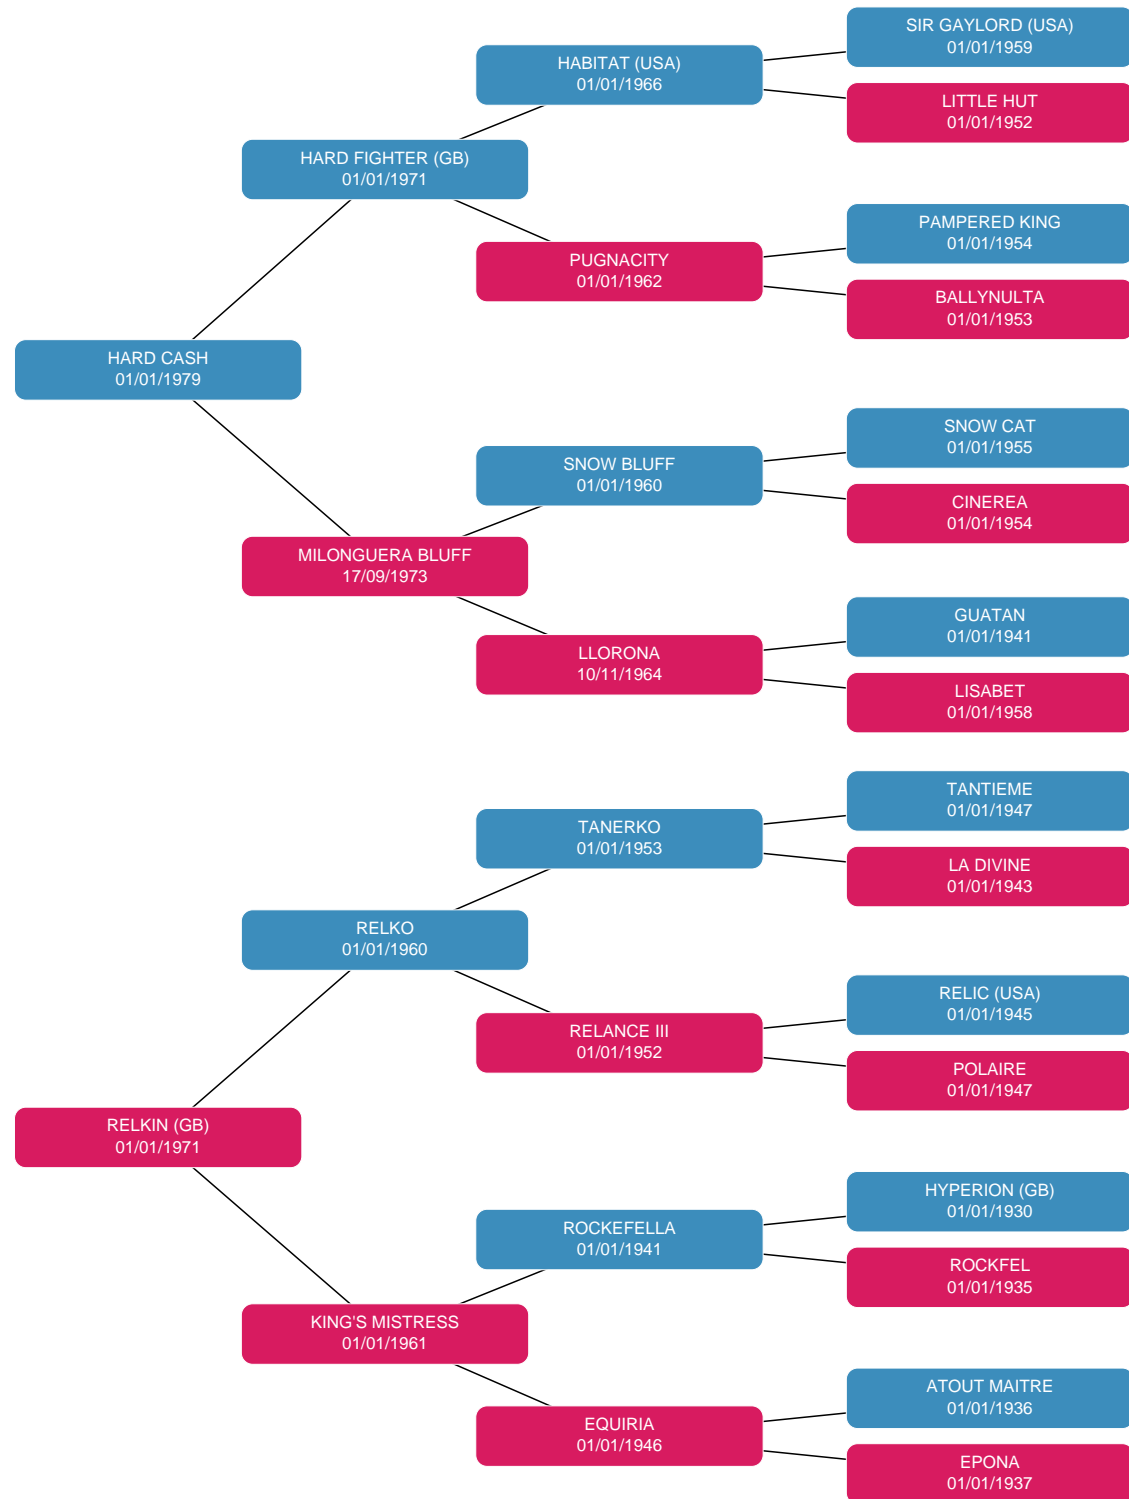 SIR GAYLORD (USA)
01/01/1959
HABITAT (USA)
01/01/1966
LITTLE HUT
01/01/1952
HARD FIGHTER (GB)
01/01/1971
PAMPERED KING
01/01/1954
PUGNACITY
01/01/1962
BALLYNULTA
01/01/1953
HARD CASH
01/01/1979
SNOW CAT
01/01/1955
SNOW BLUFF
01/01/1960
CINEREA
01/01/1954
MILONGUERA BLUFF
17/09/1973
GUATAN
01/01/1941
LLORONA
10/11/1964
LISABET
01/01/1958
TANTIEME
01/01/1947
TANERKO
01/01/1953
LA DIVINE
01/01/1943
RELKO
01/01/1960
RELIC (USA)
01/01/1945
RELANCE III
01/01/1952
POLAIRE
01/01/1947
RELKIN (GB)
01/01/1971
HYPERION (GB)
01/01/1930
ROCKEFELLA
01/01/1941
ROCKFEL
01/01/1935
KING'S MISTRESS
01/01/1961
ATOUT MAITRE
01/01/1936
EQUIRIA
01/01/1946
EPONA
01/01/1937